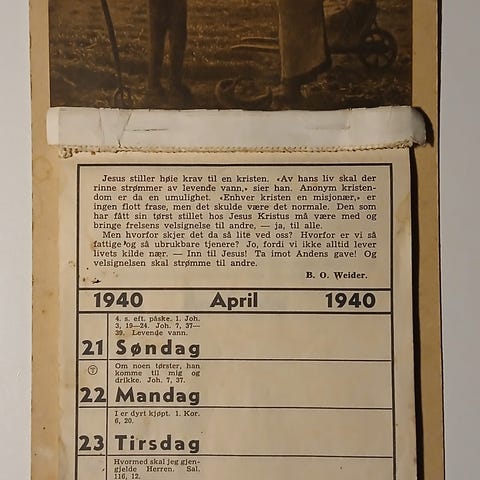 Jesus stiller høie krav til en kristen. «Av hans liv skal der
rinne strømmer av levende vann,» sier han. Anonym kristen-
dom er da en umulighet. «Enhver kristen en misjonær,» er
ingen flott frase, men det skulde være det normale. Den som
har fått sin tørst stillet hos Jesus Kristus må være med og
bringe frelsens velsignelse til andre, — ja, til alle.
Men hvorfor skjer det da så lite ved oss? Hvorfor er vi så
fattige og så ubrukbare tjenere? Jo, fordi vi ikke alltid lever
livets kilde nær. — Inn til Jesus! Ta imot Andens gave! Og
velsignelsen skal strømme til andre.
B. O. Weider.
1940 April 1940
4. s. eft. påske. 1. Joh.
3, 19—24. Joh. 7, 37—
39. Levende vann.
21 Søndag
Om noen tørster, han
komme til mig og
drikke. Joh. 7, 37.
22 Mandag
I er dyrt kjøpt. 1. Kor.
6, 20.
23 Tirsdag
Hvormed skal jeg gjen-
gjelde Herren. Sal.
116, 12.